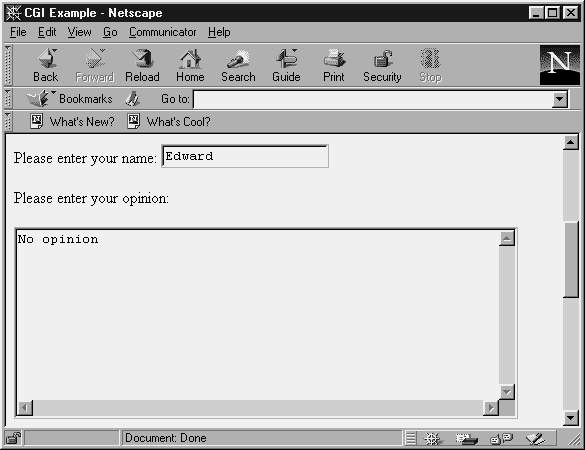 CGI Example - Netscape
File Edit View Go Communicator Help
Back Forward Reload Home Search Guide Print Security Stop
N
Bookmarks Go to:
What's New? What's Cool?
Please enter your name: Edward
Please enter your opinion:
No opinion
Document: Done